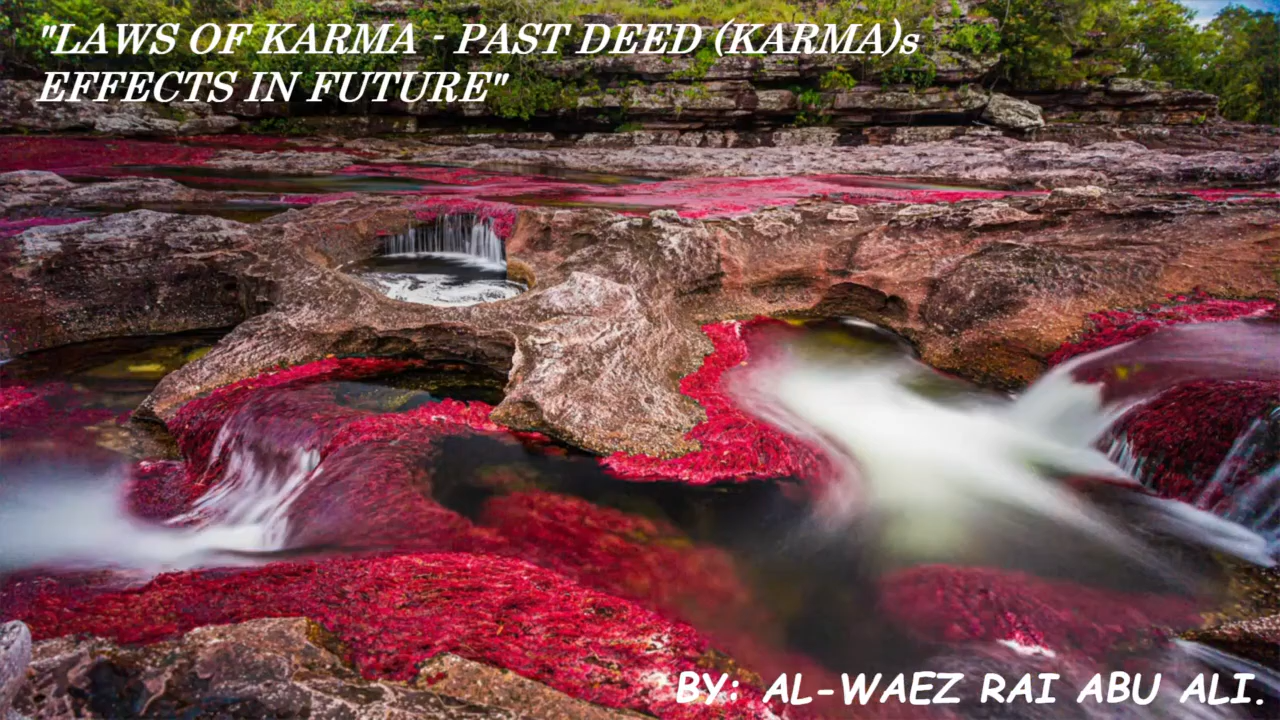 "LAWS OF KARMA - PAST DEED (KARMA)s
EFFECTS IN FUTURE"
BY: AL-WAEZ RAI ABU ALI.